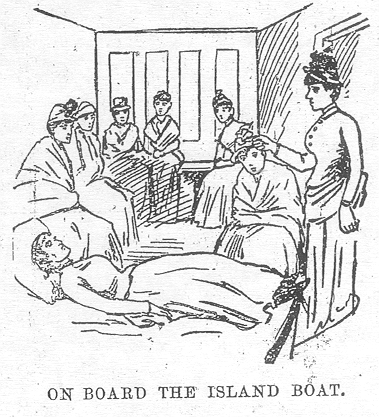 ON BOARD THE ISLAND BOAT.